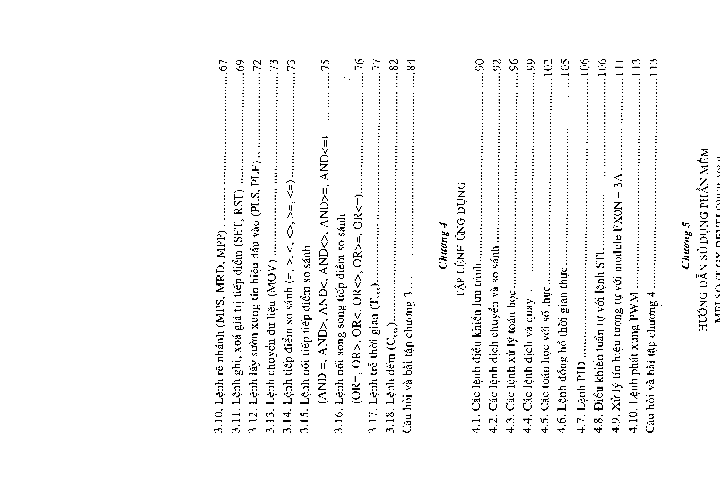 3.10. Lệnh rẽ nhánh (MPS, MRD, MPP) ........67
3.11. Lệnh ghi, xoá giá trị tiếp điểm (SET, RST) ........69
3.12. Lệnh lấy sườn xung tín hiệu đầu vào (PLS, PLF) ........72
3.13. Lệnh chuyển dữ liệu (MOV) ........73
3.14. Lệnh tiếp điểm so sánh (=, >, <, <>, >=, <=) ........73
3.15. Lệnh nối tiếp tiếp điểm so sánh
(AND =, AND>, AND<, AND<>, AND>=, AND<=) ........75
3.16. Lệnh nối song song tiếp điểm so sánh
(OR=, OR>, OR<, OR<>, OR>=, OR<=) ........76
3.17. Lệnh trễ thời gian ........77
3.18. Lệnh đếm ........82
Câu hỏi và bài tập chương 3 ........84
Chương 4
TẬP LỆNH ỨNG DỤNG
4.1. Các lệnh điều khiển lưu trình ........90
4.2. Các lệnh dịch chuyển và so sánh ........92
4.3. Các lệnh xử lý toán học ........96
4.4. Các lệnh dịch và quay ........99
4.5. Các toán học với số thực ........102
4.6. Lệnh đồng hồ thời gian thực ........105
4.7. Lệnh PID ........106
4.8. Điều khiển tuần tự với lệnh STL ........106
4.9. Xử lý tín hiệu tương tự với module FX0N – 3A ........111
4.10. Lệnh phát xung PWM ........113
Câu hỏi và bài tập chương 4 ........113
Chương 5
HƯỚNG DẪN SỬ DỤNG PHẦN MỀM